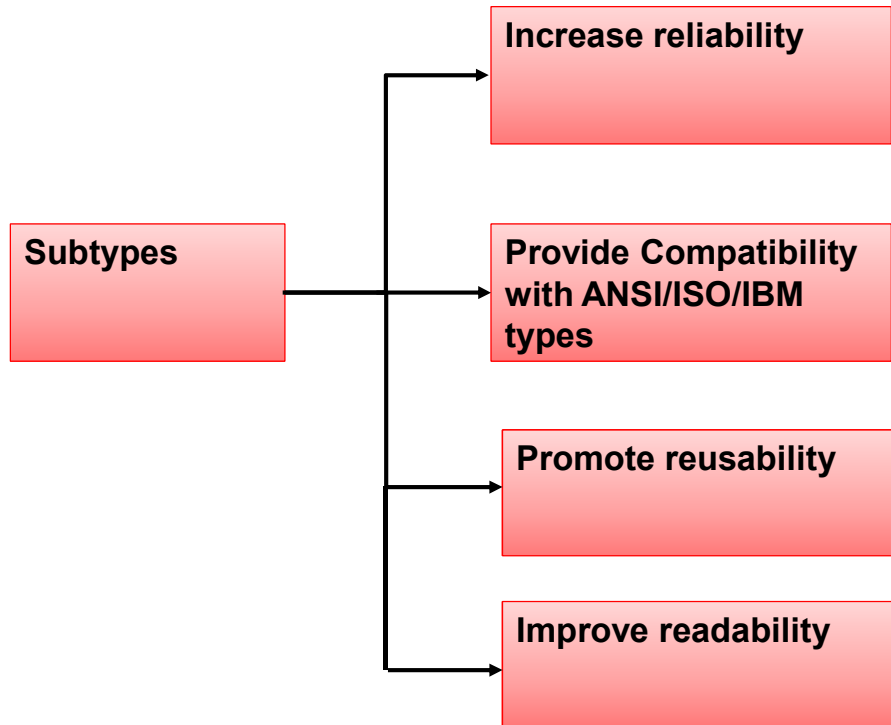 Increase reliability
Subtypes
Provide Compatibility
with ANSI/ISO/IBM
types
Promote reusability
Improve readability